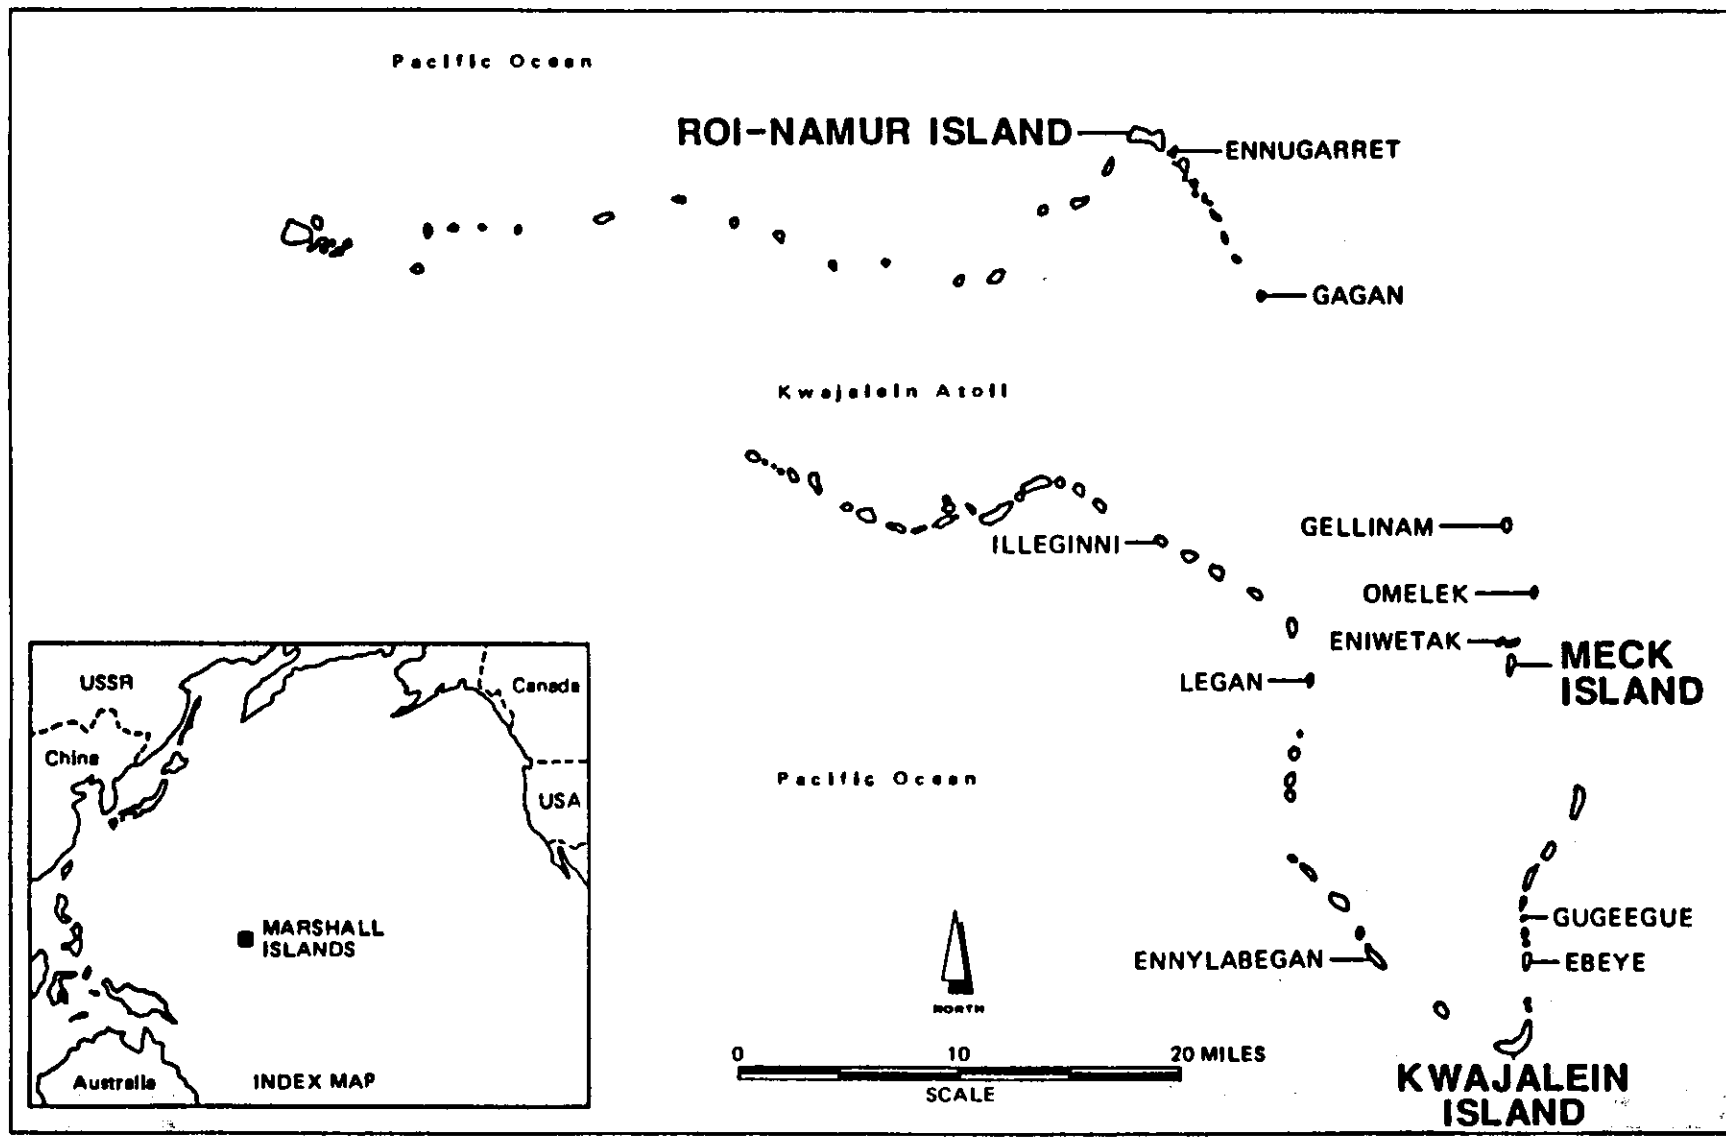 Pacific Ocean
ROI-NAMUR ISLAND
ENNUGARRET
GAGAN
Kwajalein Atoll
ILLEGINNI
GELLINAM
OMELEK
ENIWETAK
MECK
ISLAND
LEGAN
Pacific Ocean
GUGEEGUE
ENNYLABEGAN
EBEYE
NORTH
0 10 20 MILES
SCALE
KWAJALEIN
ISLAND
USSR
Canada
China
USA
MARSHALL
ISLANDS
Australia
INDEX MAP